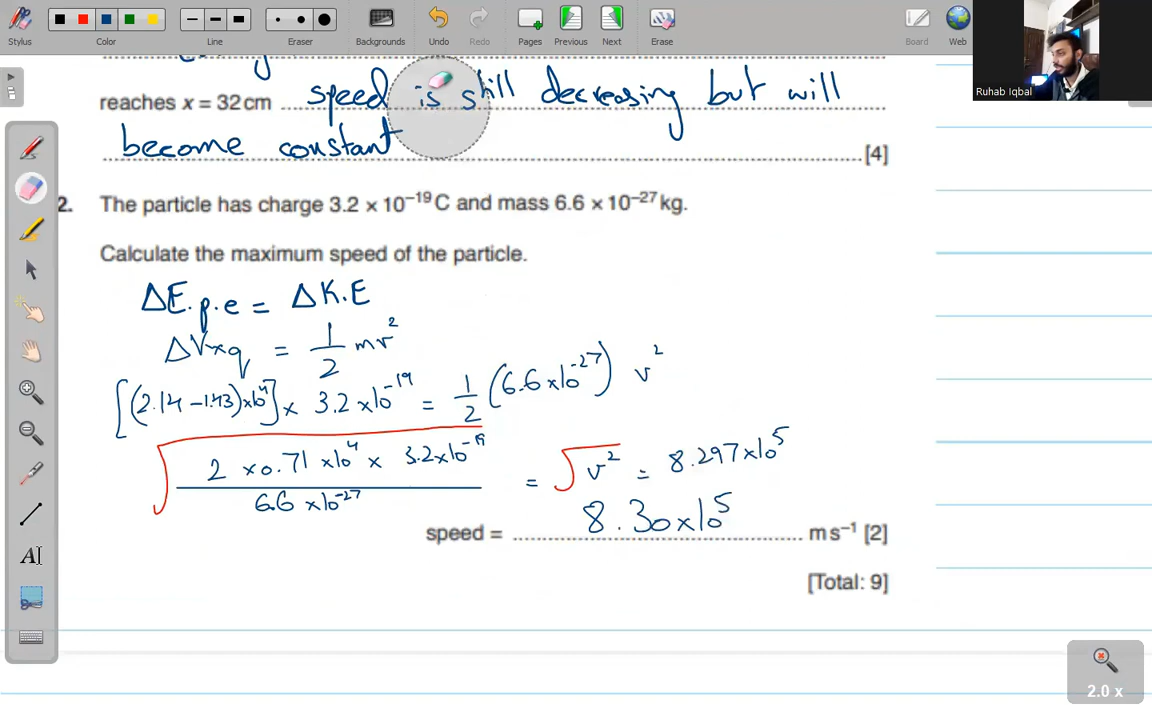 Stylus
Color
Line
Eraser
Backgrounds
Undo
Redo
Pages
Previous
Next
Erase
Board
Web
Ruhab Iqbal
reaches x = 32 cm speed is still decreasing but will
become constant [4]
2. The particle has charge 3.2 × 10⁻¹⁹ C and mass 6.6 × 10⁻²⁷ kg.
Calculate the maximum speed of the particle.
ΔE.p.e = ΔK.E
ΔV×q = 1/2 mv²
[(2.14 – 1.43)×10⁴] × 3.2×10⁻¹⁹ = 1/2 (6.6×10⁻²⁷) v²
√(2 × 0.71 ×10⁴ × 3.2×10⁻¹⁹ / 6.6 ×10⁻²⁷) = √v² = 8.297×10⁵
speed = 8.30×10⁵ m s⁻¹ [2]
[Total: 9]
A
2.0 x